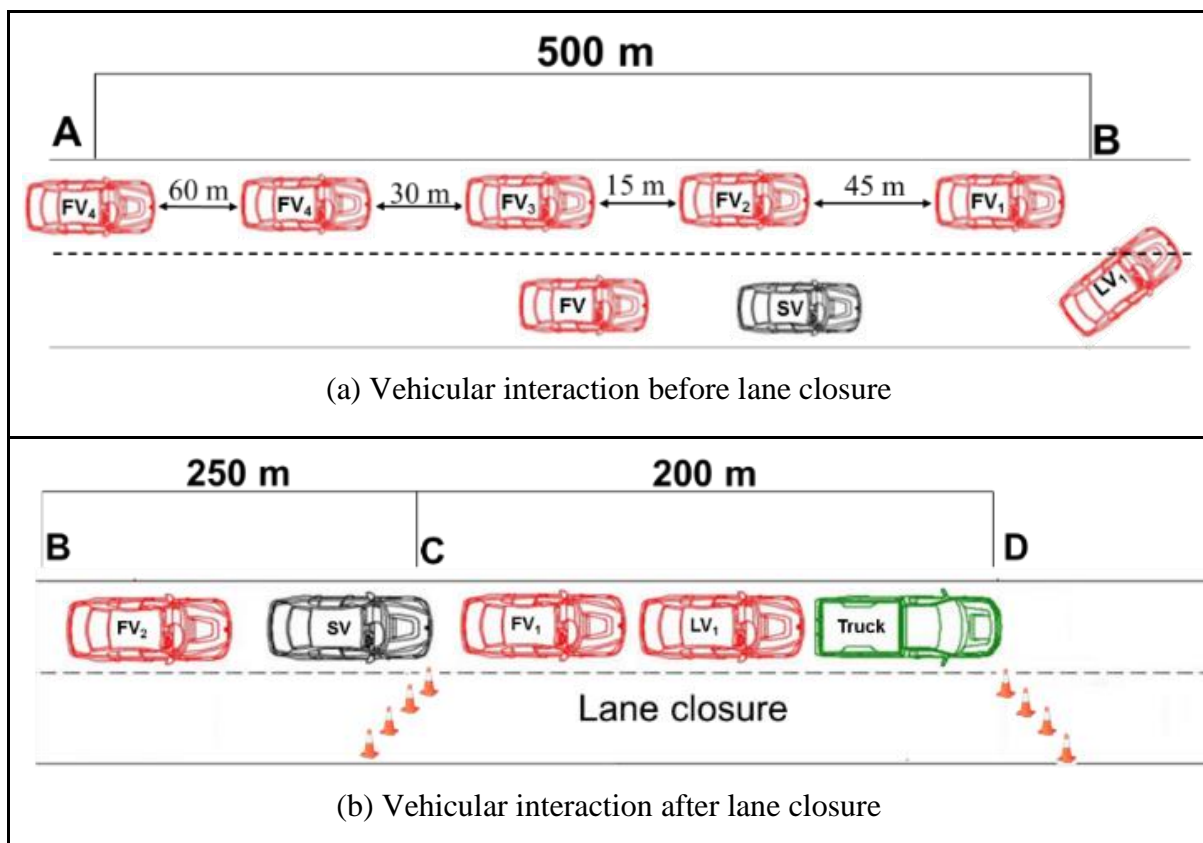 500 m
A
B
FV4
60 m
FV4
30 m
FV3
15 m
FV2
45 m
FV1
LV1
FV
SV
(a) Vehicular interaction before lane closure
250 m
200 m
B
C
D
FV2
SV
FV1
LV1
Truck
Lane closure
(b) Vehicular interaction after lane closure